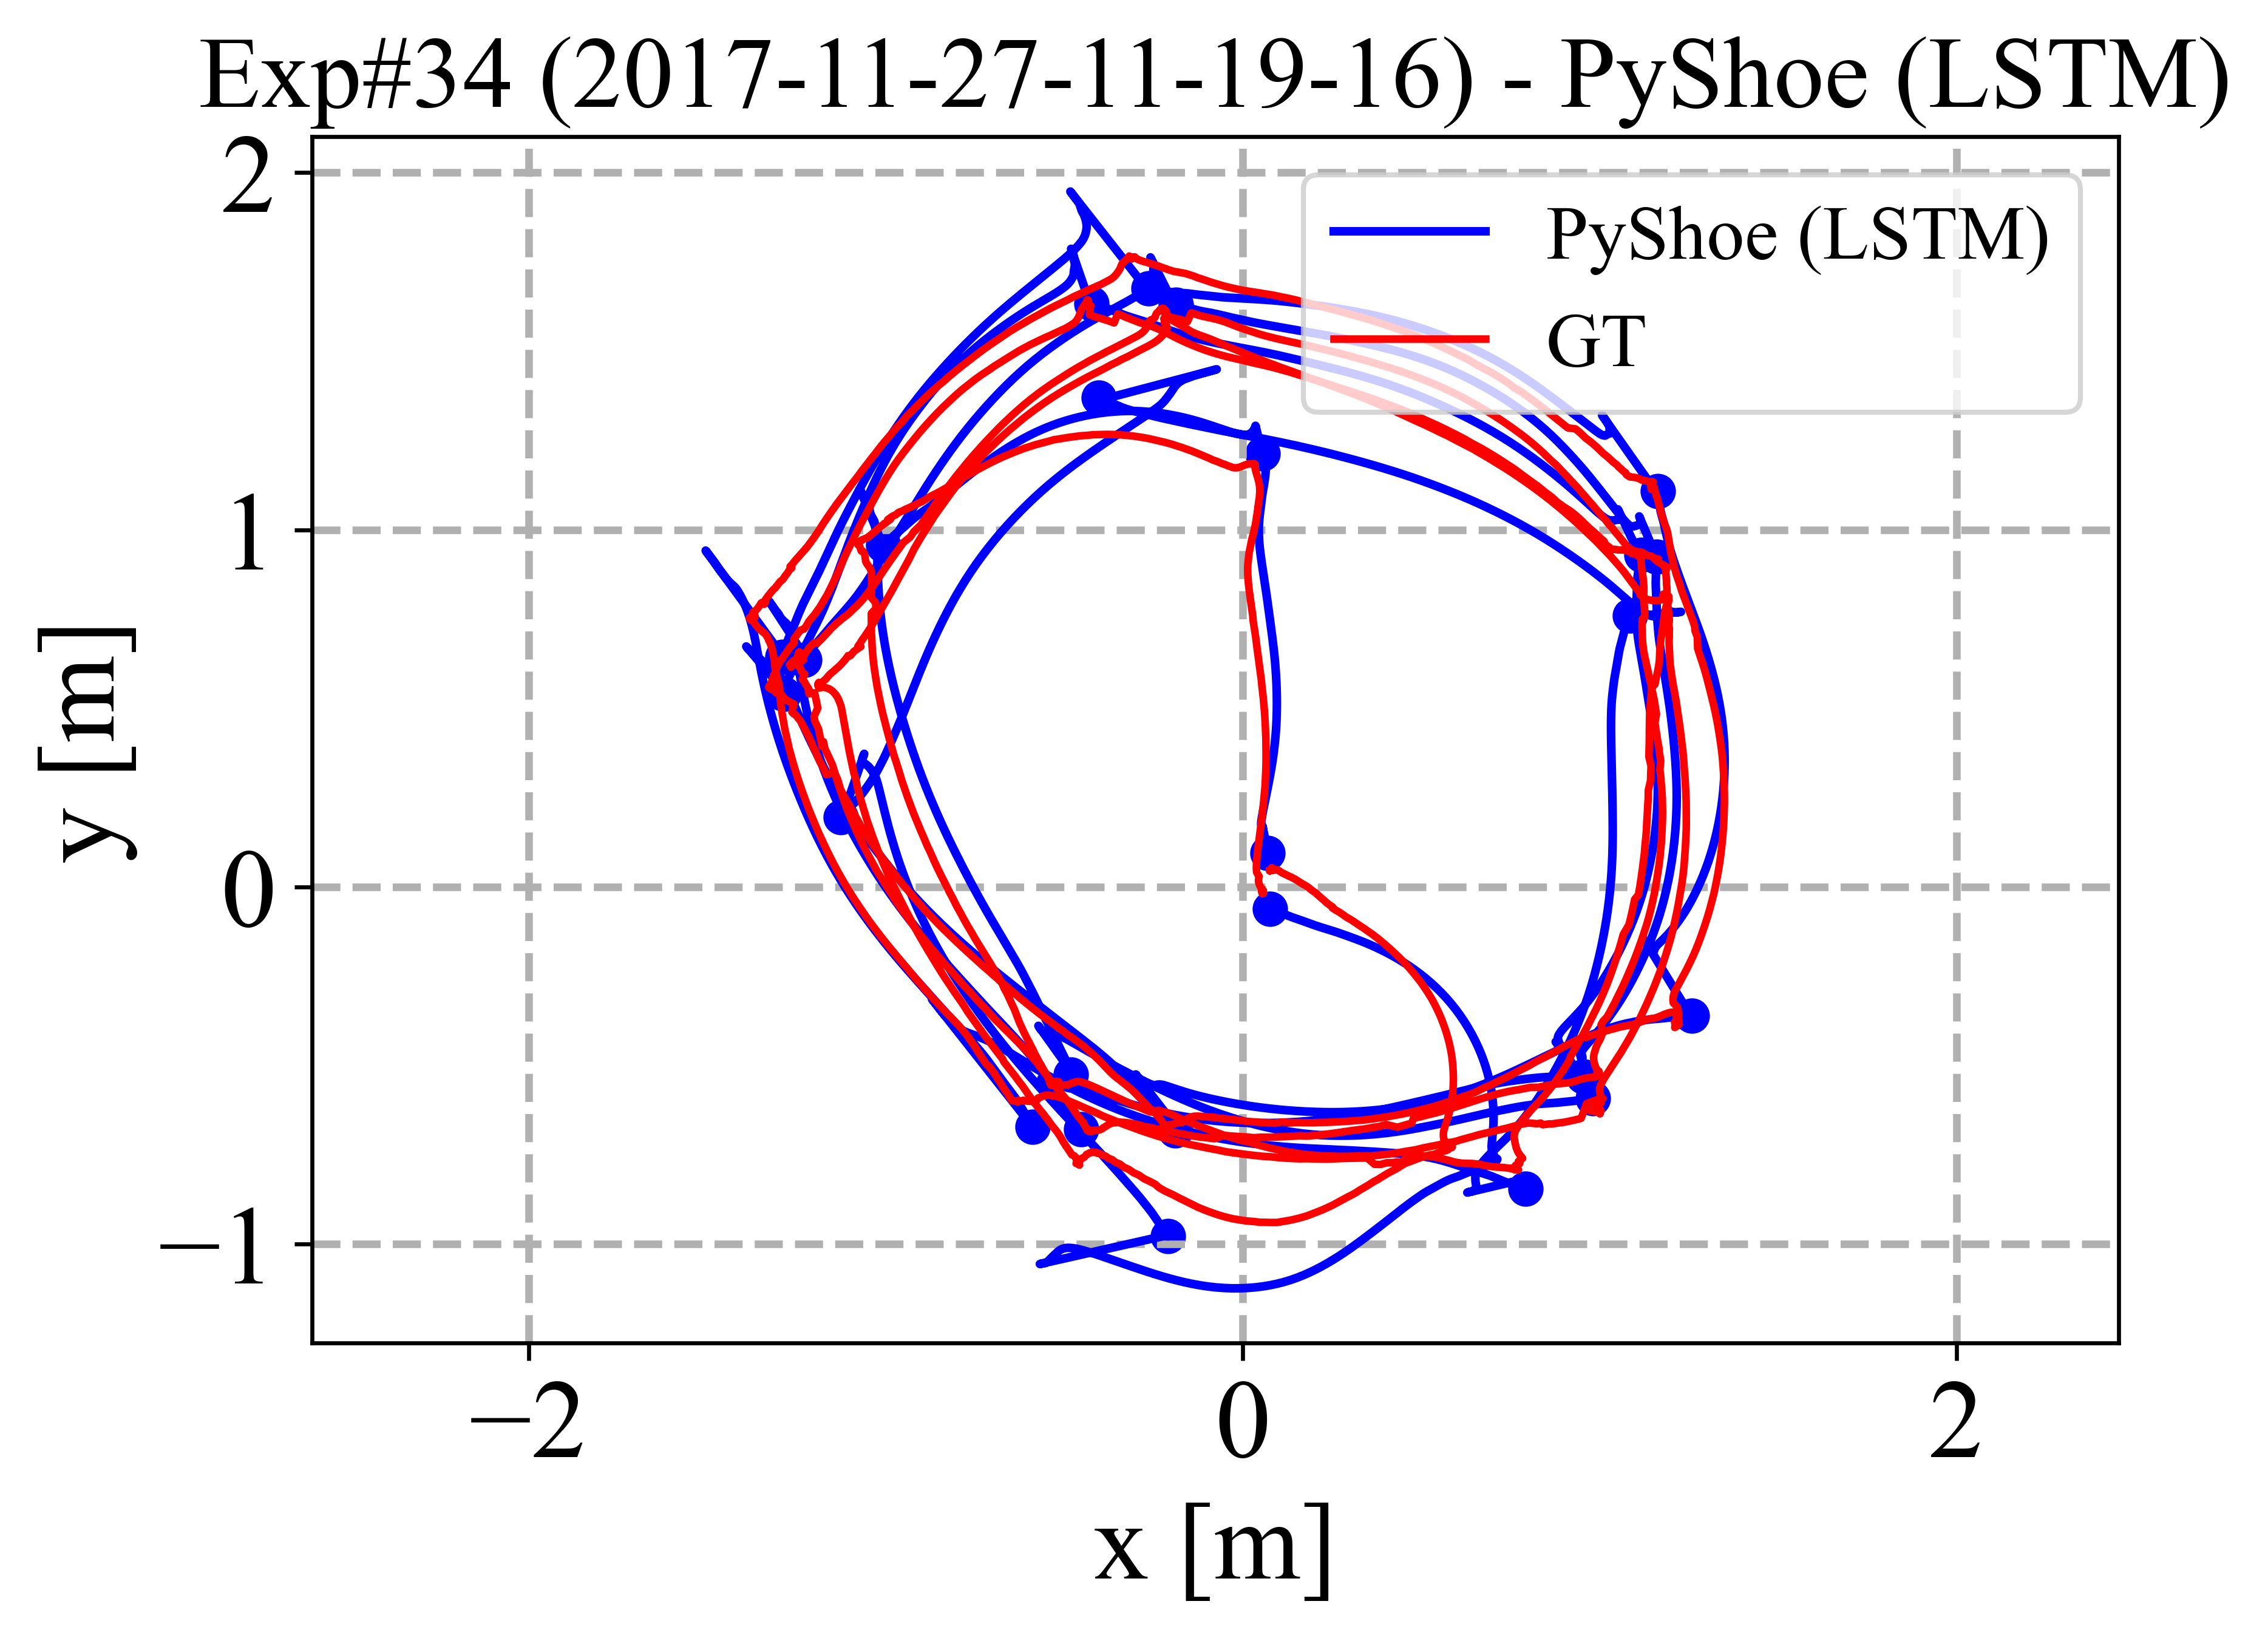 Exp#34 (2017-11-27-11-19-16) - PyShoe (LSTM)
PyShoe (LSTM)
GT
y [m]
2
1
0
−1
−2
0
2
x [m]